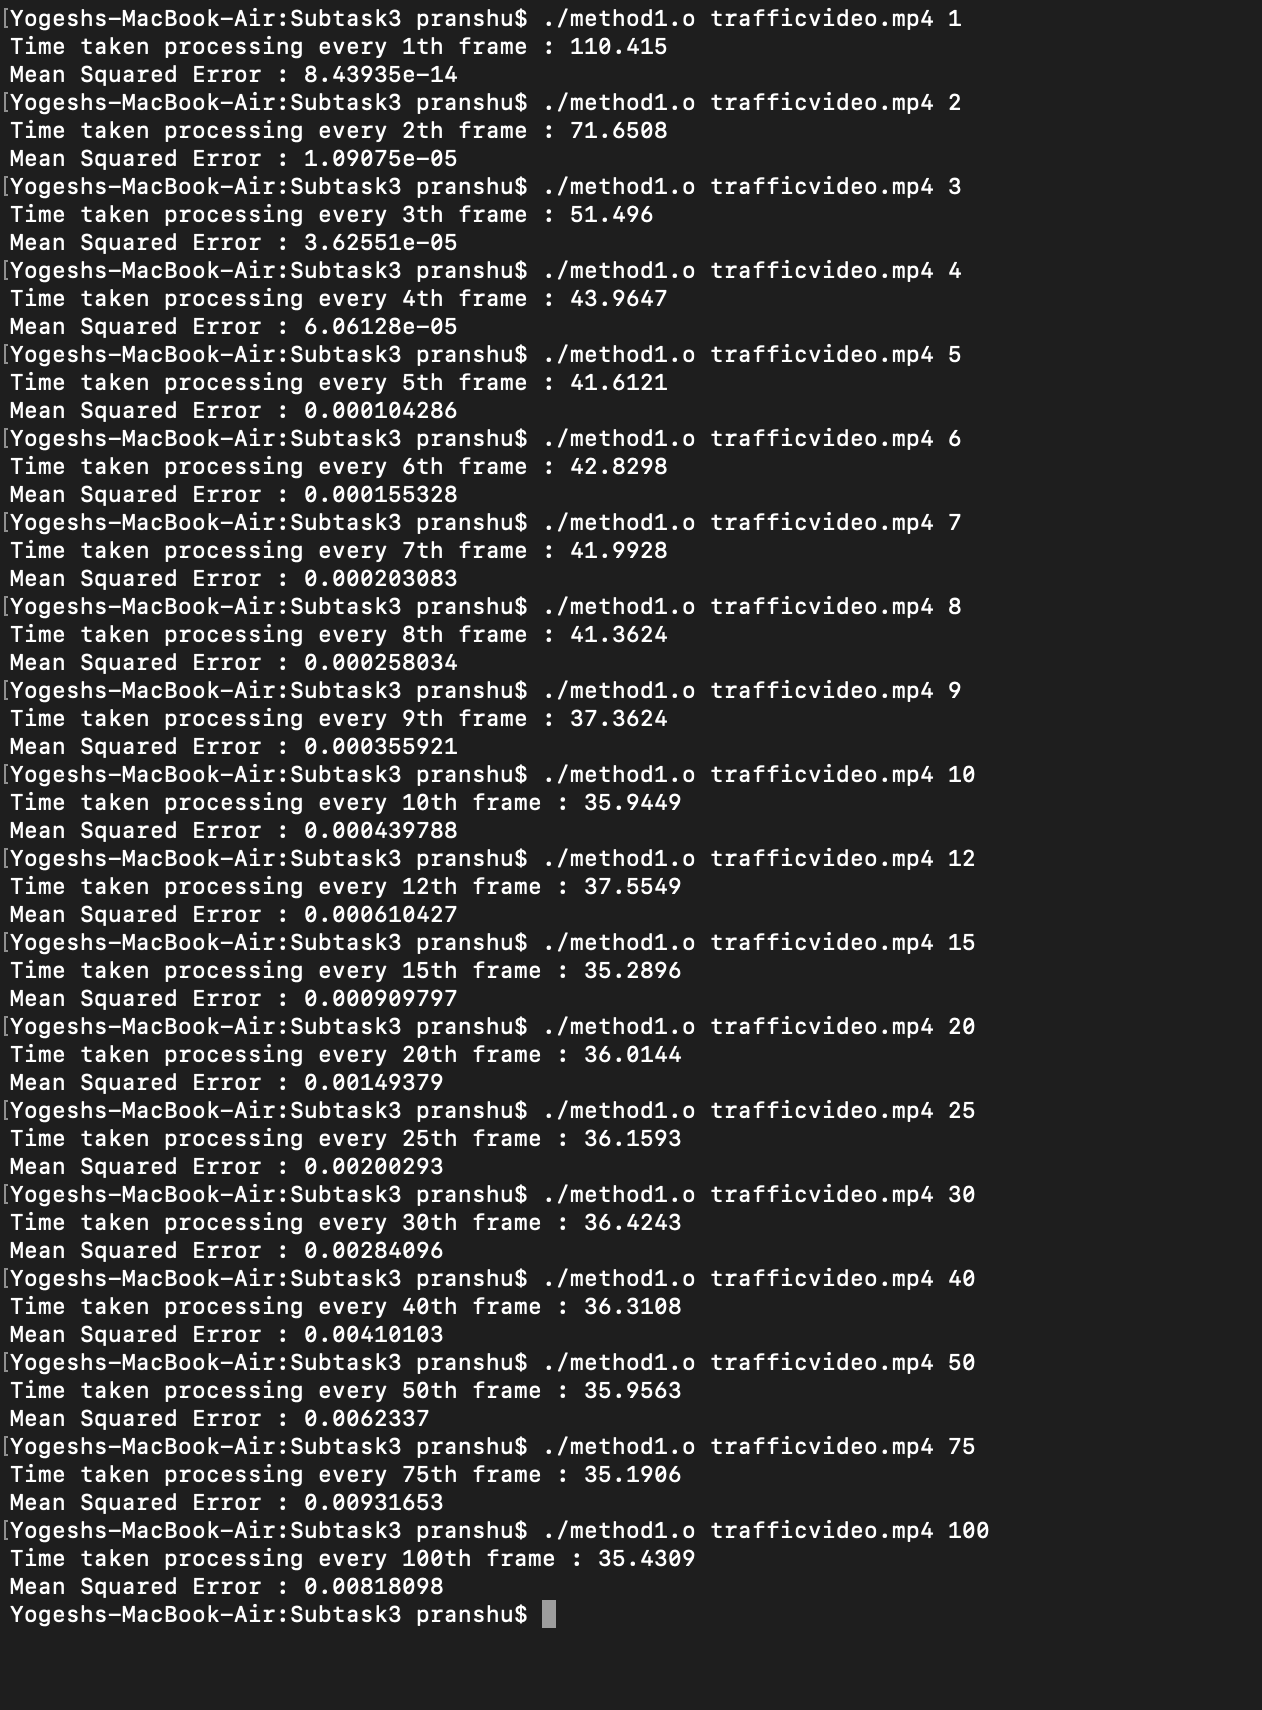 [Yogeshs-MacBook-Air:Subtask3 pranshu$ ./method1.o trafficvideo.mp4 1
Time taken processing every 1th frame : 110.415
Mean Squared Error : 8.43935e-14
[Yogeshs-MacBook-Air:Subtask3 pranshu$ ./method1.o trafficvideo.mp4 2
Time taken processing every 2th frame : 71.6508
Mean Squared Error : 1.09075e-05
[Yogeshs-MacBook-Air:Subtask3 pranshu$ ./method1.o trafficvideo.mp4 3
Time taken processing every 3th frame : 51.496
Mean Squared Error : 3.62551e-05
[Yogeshs-MacBook-Air:Subtask3 pranshu$ ./method1.o trafficvideo.mp4 4
Time taken processing every 4th frame : 43.9647
Mean Squared Error : 6.06128e-05
[Yogeshs-MacBook-Air:Subtask3 pranshu$ ./method1.o trafficvideo.mp4 5
Time taken processing every 5th frame : 41.6121
Mean Squared Error : 0.000104286
[Yogeshs-MacBook-Air:Subtask3 pranshu$ ./method1.o trafficvideo.mp4 6
Time taken processing every 6th frame : 42.8298
Mean Squared Error : 0.000155328
[Yogeshs-MacBook-Air:Subtask3 pranshu$ ./method1.o trafficvideo.mp4 7
Time taken processing every 7th frame : 41.9928
Mean Squared Error : 0.000203083
[Yogeshs-MacBook-Air:Subtask3 pranshu$ ./method1.o trafficvideo.mp4 8
Time taken processing every 8th frame : 41.3624
Mean Squared Error : 0.000258034
[Yogeshs-MacBook-Air:Subtask3 pranshu$ ./method1.o trafficvideo.mp4 9
Time taken processing every 9th frame : 37.3624
Mean Squared Error : 0.000355921
[Yogeshs-MacBook-Air:Subtask3 pranshu$ ./method1.o trafficvideo.mp4 10
Time taken processing every 10th frame : 35.9449
Mean Squared Error : 0.000439788
[Yogeshs-MacBook-Air:Subtask3 pranshu$ ./method1.o trafficvideo.mp4 12
Time taken processing every 12th frame : 37.5549
Mean Squared Error : 0.000610427
[Yogeshs-MacBook-Air:Subtask3 pranshu$ ./method1.o trafficvideo.mp4 15
Time taken processing every 15th frame : 35.2896
Mean Squared Error : 0.000909797
[Yogeshs-MacBook-Air:Subtask3 pranshu$ ./method1.o trafficvideo.mp4 20
Time taken processing every 20th frame : 36.0144
Mean Squared Error : 0.00149379
[Yogeshs-MacBook-Air:Subtask3 pranshu$ ./method1.o trafficvideo.mp4 25
Time taken processing every 25th frame : 36.1593
Mean Squared Error : 0.00200293
[Yogeshs-MacBook-Air:Subtask3 pranshu$ ./method1.o trafficvideo.mp4 30
Time taken processing every 30th frame : 36.4243
Mean Squared Error : 0.00284096
[Yogeshs-MacBook-Air:Subtask3 pranshu$ ./method1.o trafficvideo.mp4 40
Time taken processing every 40th frame : 36.3108
Mean Squared Error : 0.00410103
[Yogeshs-MacBook-Air:Subtask3 pranshu$ ./method1.o trafficvideo.mp4 50
Time taken processing every 50th frame : 35.9563
Mean Squared Error : 0.0062337
[Yogeshs-MacBook-Air:Subtask3 pranshu$ ./method1.o trafficvideo.mp4 75
Time taken processing every 75th frame : 35.1906
Mean Squared Error : 0.00931653
[Yogeshs-MacBook-Air:Subtask3 pranshu$ ./method1.o trafficvideo.mp4 100
Time taken processing every 100th frame : 35.4309
Mean Squared Error : 0.00818098
Yogeshs-MacBook-Air:Subtask3 pranshu$